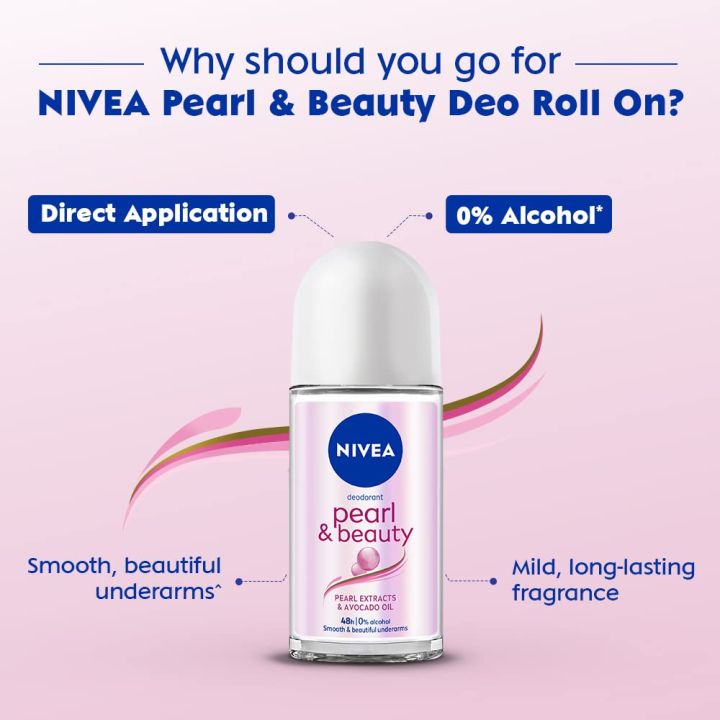 Why should you go for
NIVEA Pearl & Beauty Deo Roll On?
Direct Application
0% Alcohol*
NIVEA
deodorant
pearl
& beauty
PEARL EXTRACTS
& AVOCADO OIL
48h | 0% alcohol
Smooth & beautiful underarms
Smooth, beautiful
underarms^
Mild, long-lasting
fragrance